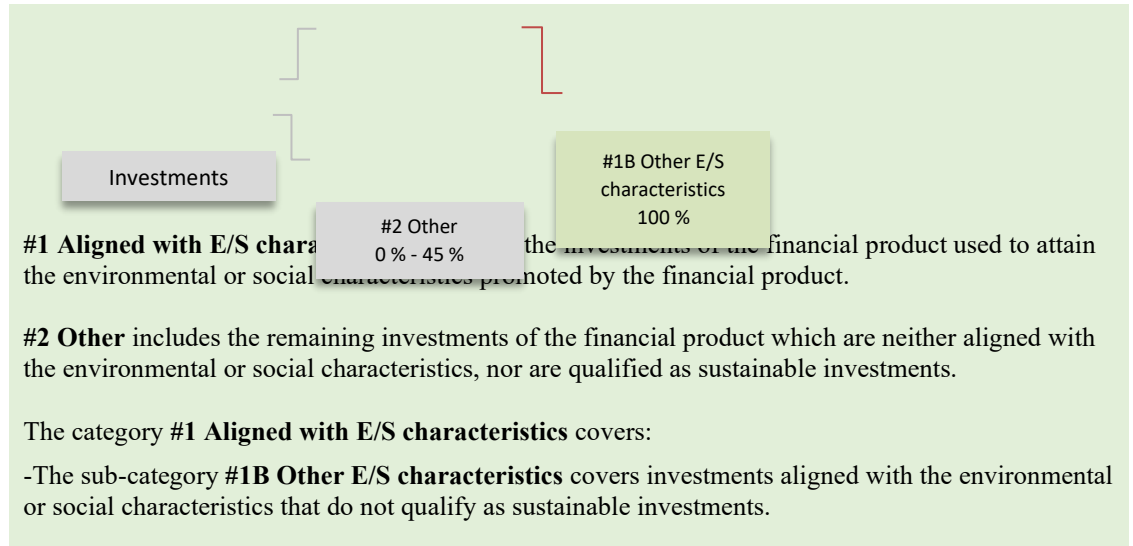 #1B Other E/S
characteristics
100 %
Investments
#2 Other
0 % - 45 %
#1 Aligned with E/S chara the investments of the financial product used to attain
the environmental or social characteristics promoted by the financial product.
#2 Other includes the remaining investments of the financial product which are neither aligned with
the environmental or social characteristics, nor are qualified as sustainable investments.
The category #1 Aligned with E/S characteristics covers:
-The sub-category #1B Other E/S characteristics covers investments aligned with the environmental
or social characteristics that do not qualify as sustainable investments.